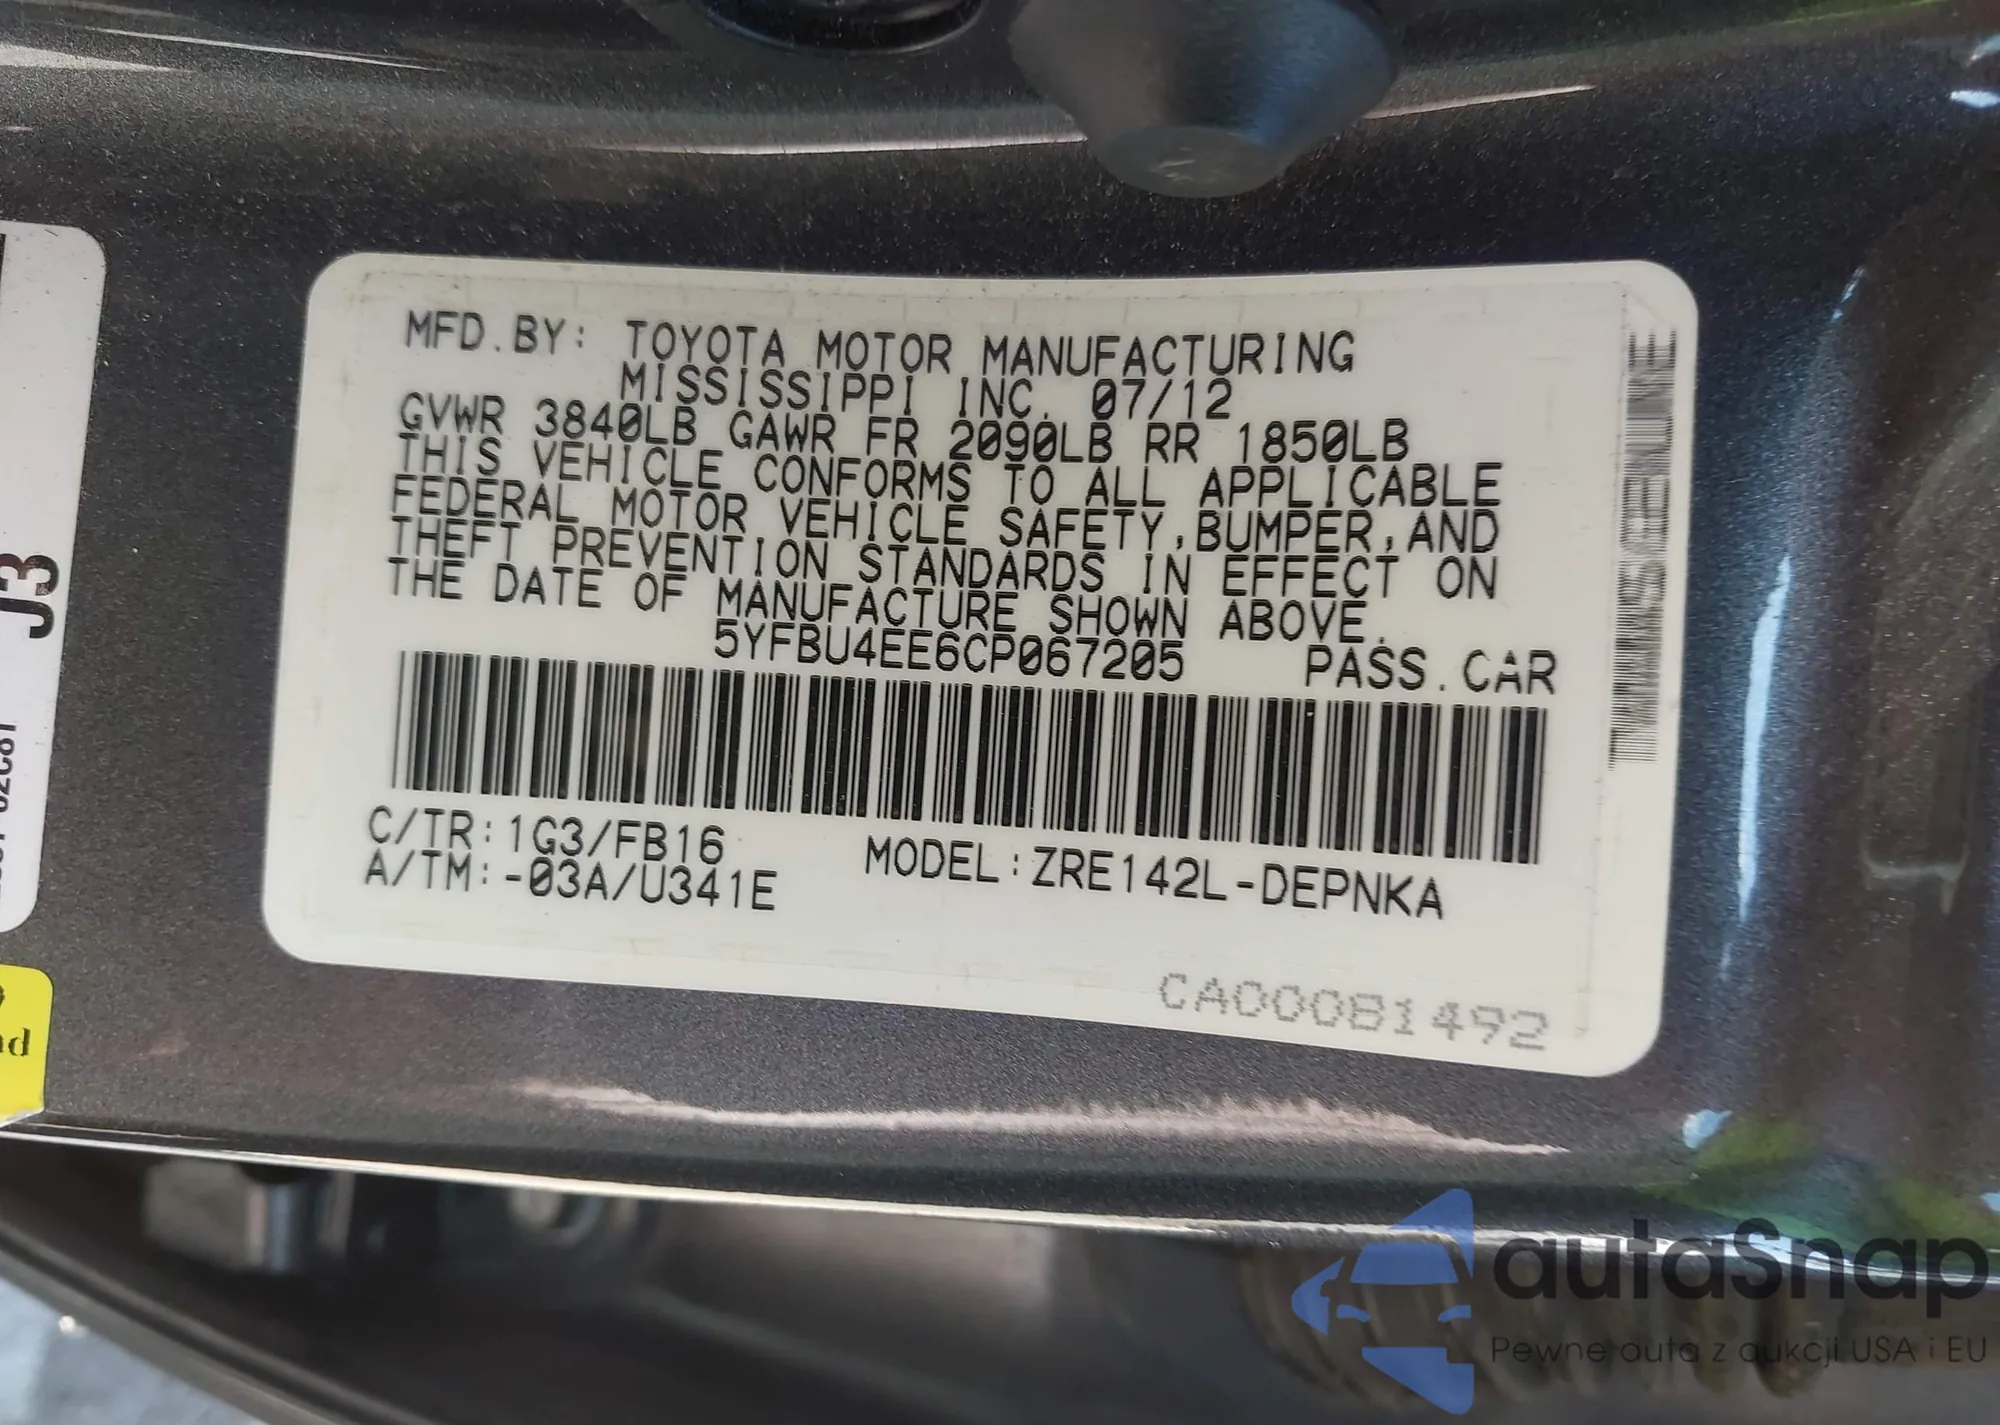 MFD.BY: TOYOTA MOTOR MANUFACTURING
MISSISSIPPI INC. 07/12
GVWR 3840LB GAWR FR 2090LB RR 1850LB
THIS VEHICLE CONFORMS TO ALL APPLICABLE
FEDERAL MOTOR VEHICLE SAFETY,BUMPER,AND
THEFT PREVENTION STANDARDS IN EFFECT ON
THE DATE OF MANUFACTURE SHOWN ABOVE.
5YFBU4EE6CP067205 PASS.CAR
C/TR:1G3/FB16
A/TM:-03A/U341E
MODEL:ZRE142L-DEPNKA
CA00081492
J3
autaSnap
Pewne auta z aukcji USA i EU